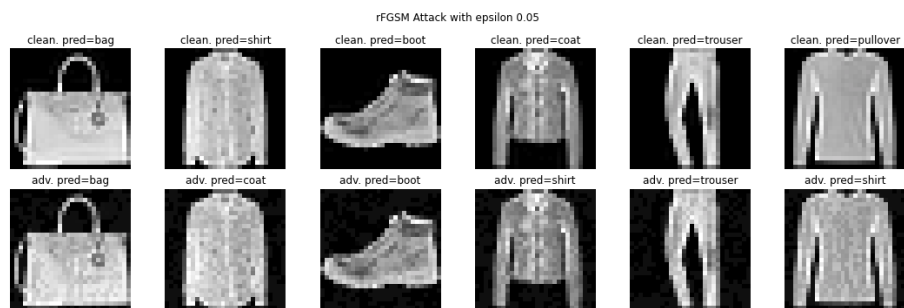 rFGSM Attack with epsilon 0.05
clean. pred=bag
clean. pred=shirt
clean. pred=boot
clean. pred=coat
clean. pred=trouser
clean. pred=pullover
adv. pred=bag
adv. pred=coat
adv. pred=boot
adv. pred=shirt
adv. pred=trouser
adv. pred=shirt